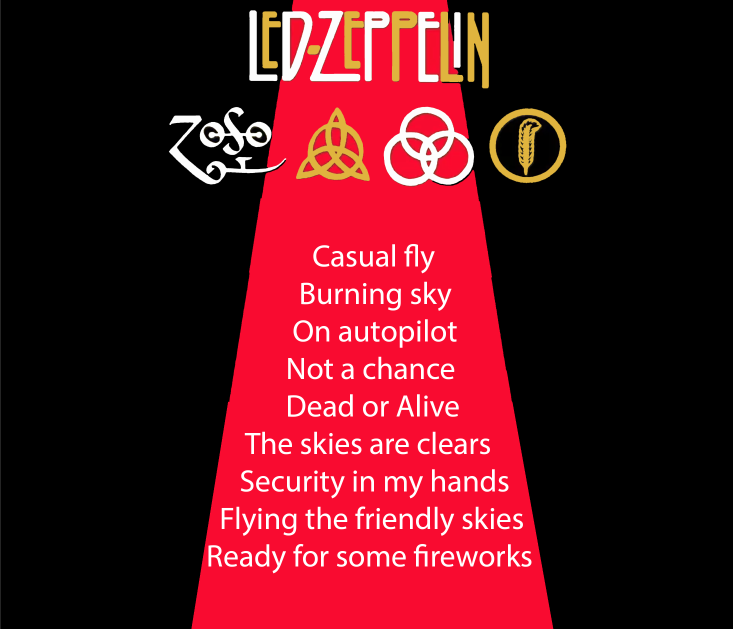 LED-ZEPPELIN
ZOSO
Casual fly
Burning sky
On autopilot
Not a chance
Dead or Alive
The skies are clears
Security in my hands
Flying the friendly skies
Ready for some fireworks